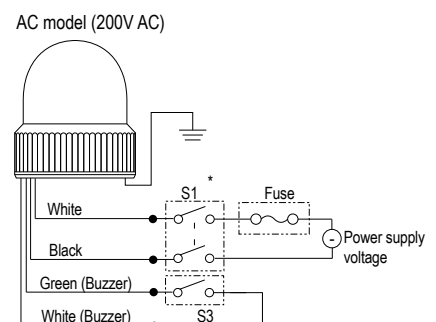 AC model (200V AC)
*
S1
Fuse
White
Power supply
voltage
Black
Green (Buzzer)
White (Buzzer)
S3